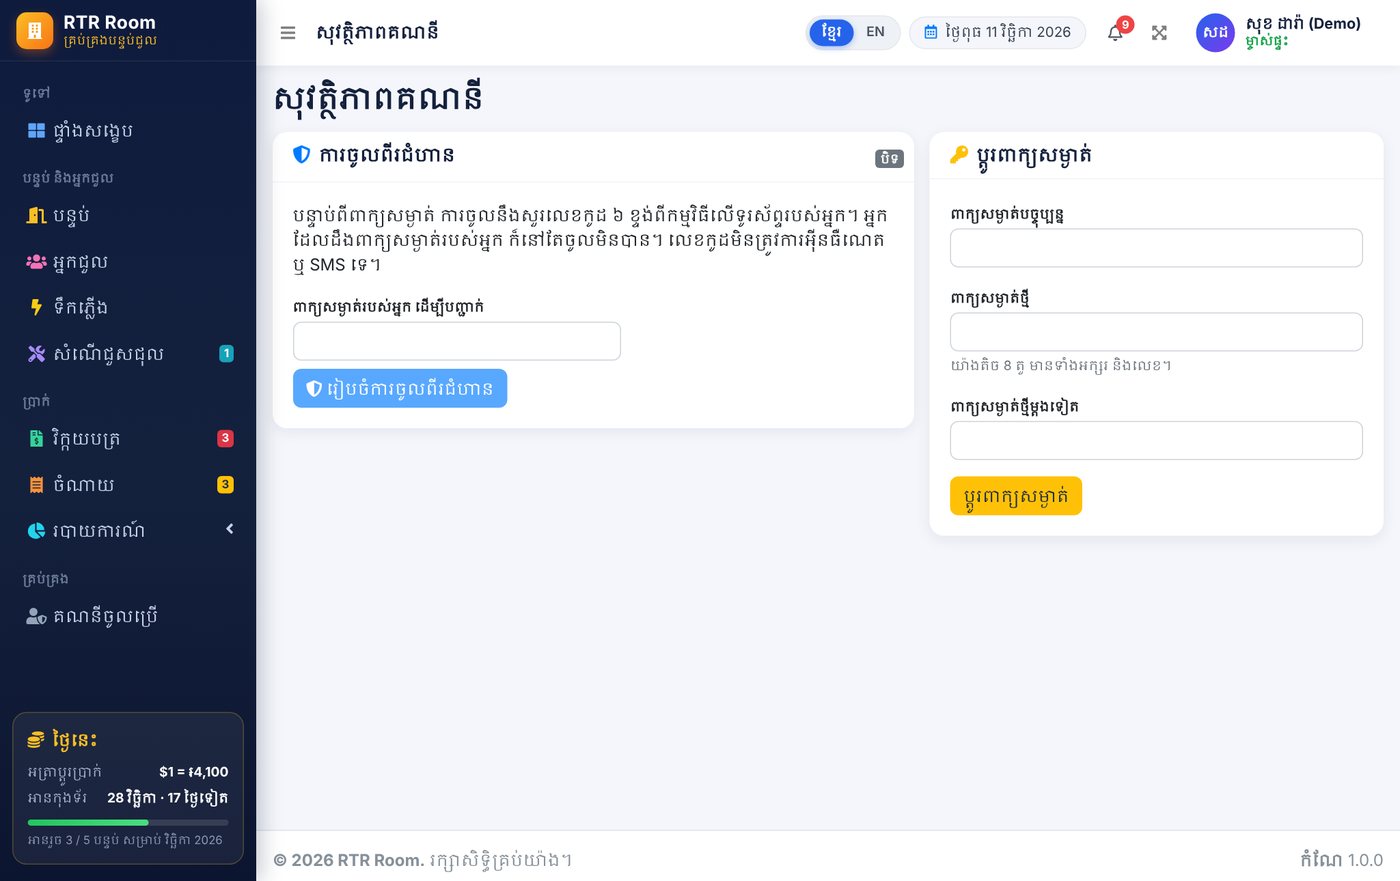 RTR Room
គ្រប់គ្រងបន្ទប់ជួល
ទូទៅ
ផ្ទាំងសង្ខេប
បន្ទប់ និងអ្នកជួល
បន្ទប់
អ្នកជួល
ទឹកភ្លើង
សំណើជួសជុល 1
ប្រាក់
វិក្កយបត្រ 3
ចំណាយ 3
របាយការណ៍
គ្រប់គ្រង
គណនីចូលប្រើ
ថ្ងៃនេះ
អត្រាប្ដូរប្រាក់ $1 = ៛4,100
អានកុងទ័រ 28 វិច្ឆិកា · 17 ថ្ងៃទៀត
អានរួច 3 / 5 បន្ទប់ សម្រាប់ វិច្ឆិកា 2026
សុវត្ថិភាពគណនី
ខ្មែរ EN
ថ្ងៃពុធ 11 វិច្ឆិកា 2026
9
សដ
សុខ ដារ៉ា (Demo)
ម្ចាស់ផ្ទះ
សុវត្ថិភាពគណនី
ការចូលពីរជំហាន បិទ
បន្ទាប់ពីពាក្យសម្ងាត់ ការចូលនឹងសួរលេខកូដ ៦ ខ្ទង់ពីកម្មវិធីលើទូរស័ព្ទរបស់អ្នក។ អ្នក
ដែលដឹងពាក្យសម្ងាត់របស់អ្នក ក៏នៅតែចូលមិនបាន។ លេខកូដមិនត្រូវការអ៊ីនធឺណេត
ឬ SMS ទេ។
ពាក្យសម្ងាត់របស់អ្នក ដើម្បីបញ្ជាក់
រៀបចំការចូលពីរជំហាន
ប្ដូរពាក្យសម្ងាត់
ពាក្យសម្ងាត់បច្ចុប្បន្ន
ពាក្យសម្ងាត់ថ្មី
យ៉ាងតិច 8 តួ មានទាំងអក្សរ និងលេខ។
ពាក្យសម្ងាត់ថ្មីម្ដងទៀត
ប្ដូរពាក្យសម្ងាត់
© 2026 RTR Room. រក្សាសិទ្ធិគ្រប់យ៉ាង។
កំណែ 1.0.0